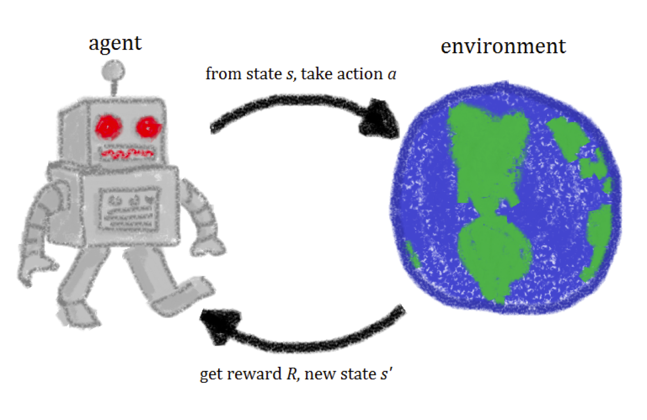 agent
environment
from state s, take action a
get reward R, new state s'